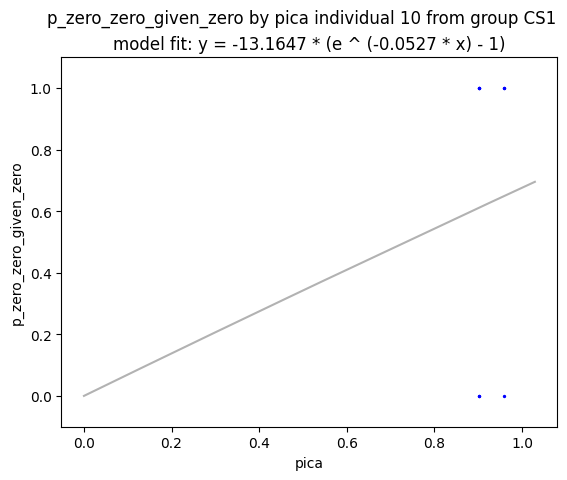 p_zero_zero_given_zero by pica individual 10 from group CS1
model fit: y = -13.1647 * (e ^ (-0.0527 * x) - 1)
1.0
0.8
0.6
0.4
0.2
0.0
p_zero_zero_given_zero
0.0 0.2 0.4 0.6 0.8 1.0
pica